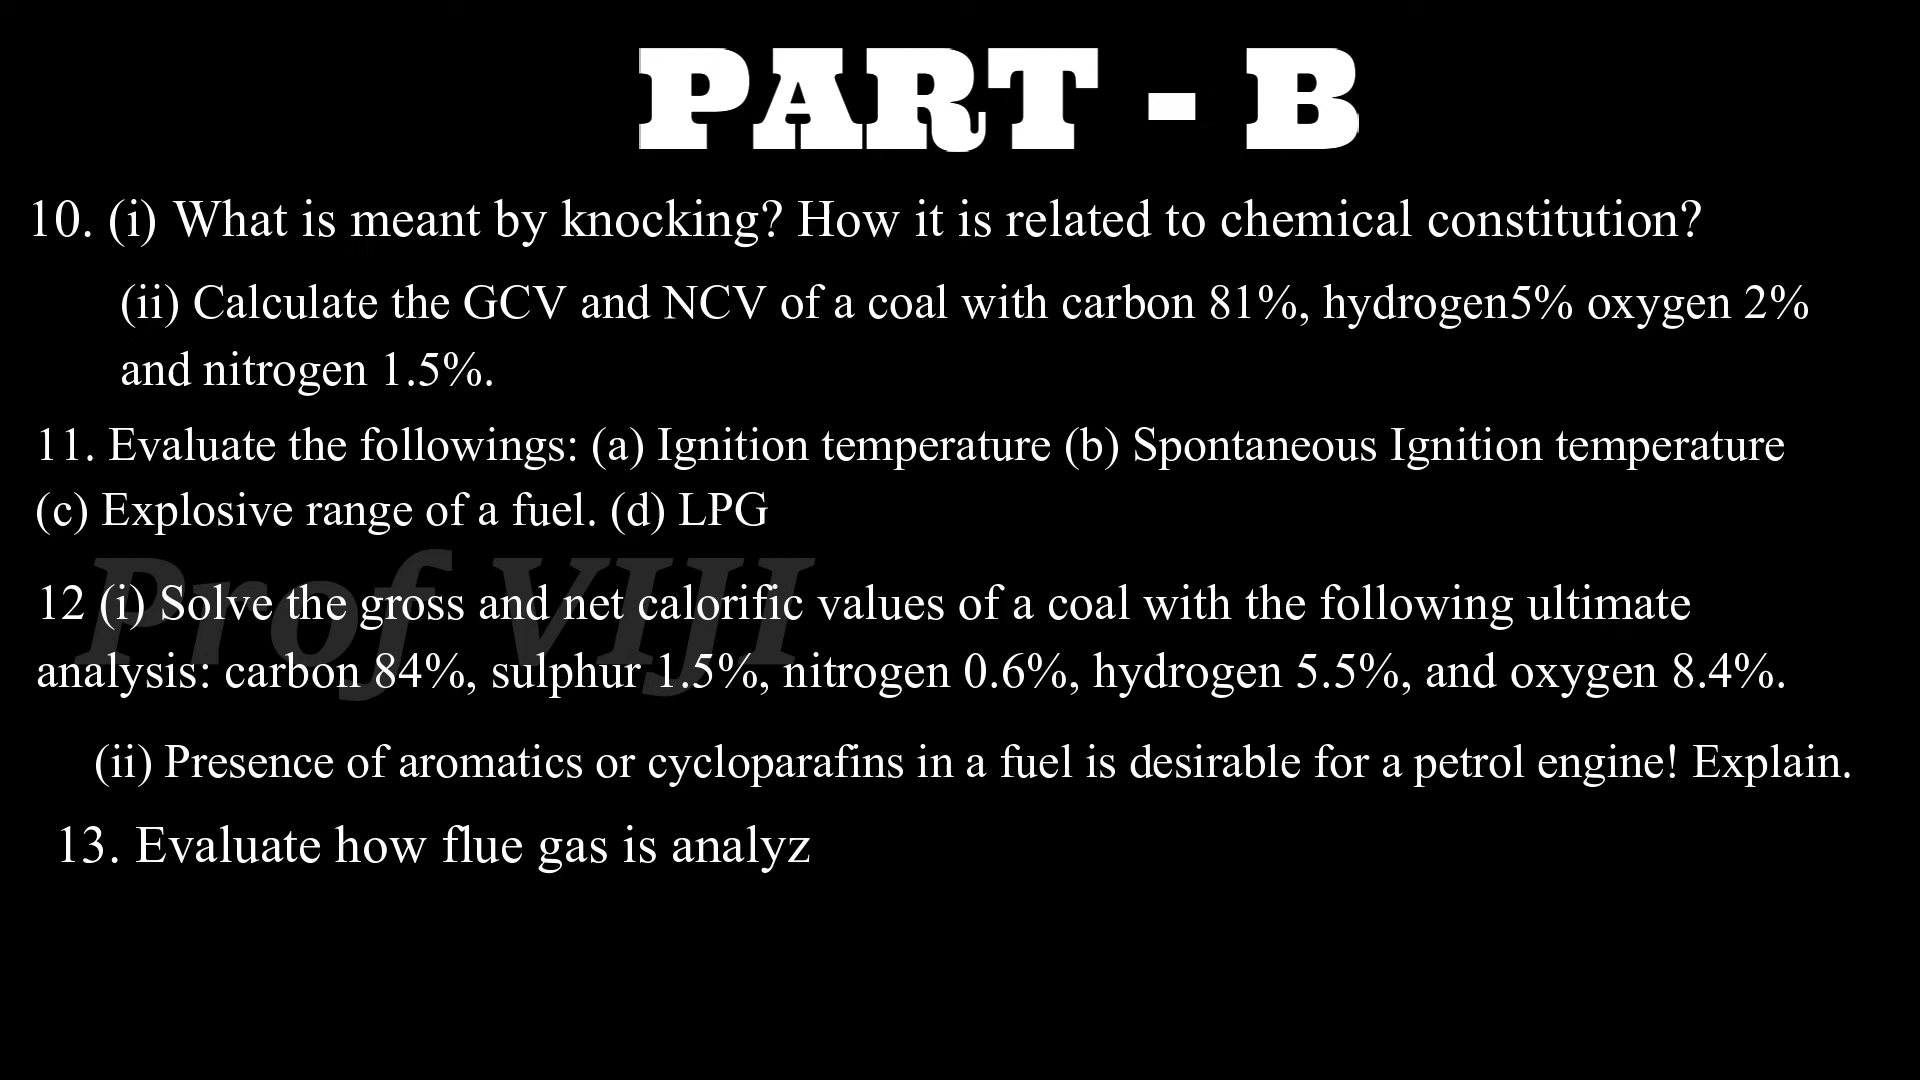 PART - B
10. (i) What is meant by knocking? How it is related to chemical constitution?
(ii) Calculate the GCV and NCV of a coal with carbon 81%, hydrogen5% oxygen 2%
and nitrogen 1.5%.
11. Evaluate the followings: (a) Ignition temperature (b) Spontaneous Ignition temperature
(c) Explosive range of a fuel. (d) LPG
Prof VIJI
12 (i) Solve the gross and net calorific values of a coal with the following ultimate
analysis: carbon 84%, sulphur 1.5%, nitrogen 0.6%, hydrogen 5.5%, and oxygen 8.4%.
(ii) Presence of aromatics or cycloparafins in a fuel is desirable for a petrol engine! Explain.
13. Evaluate how flue gas is analyz